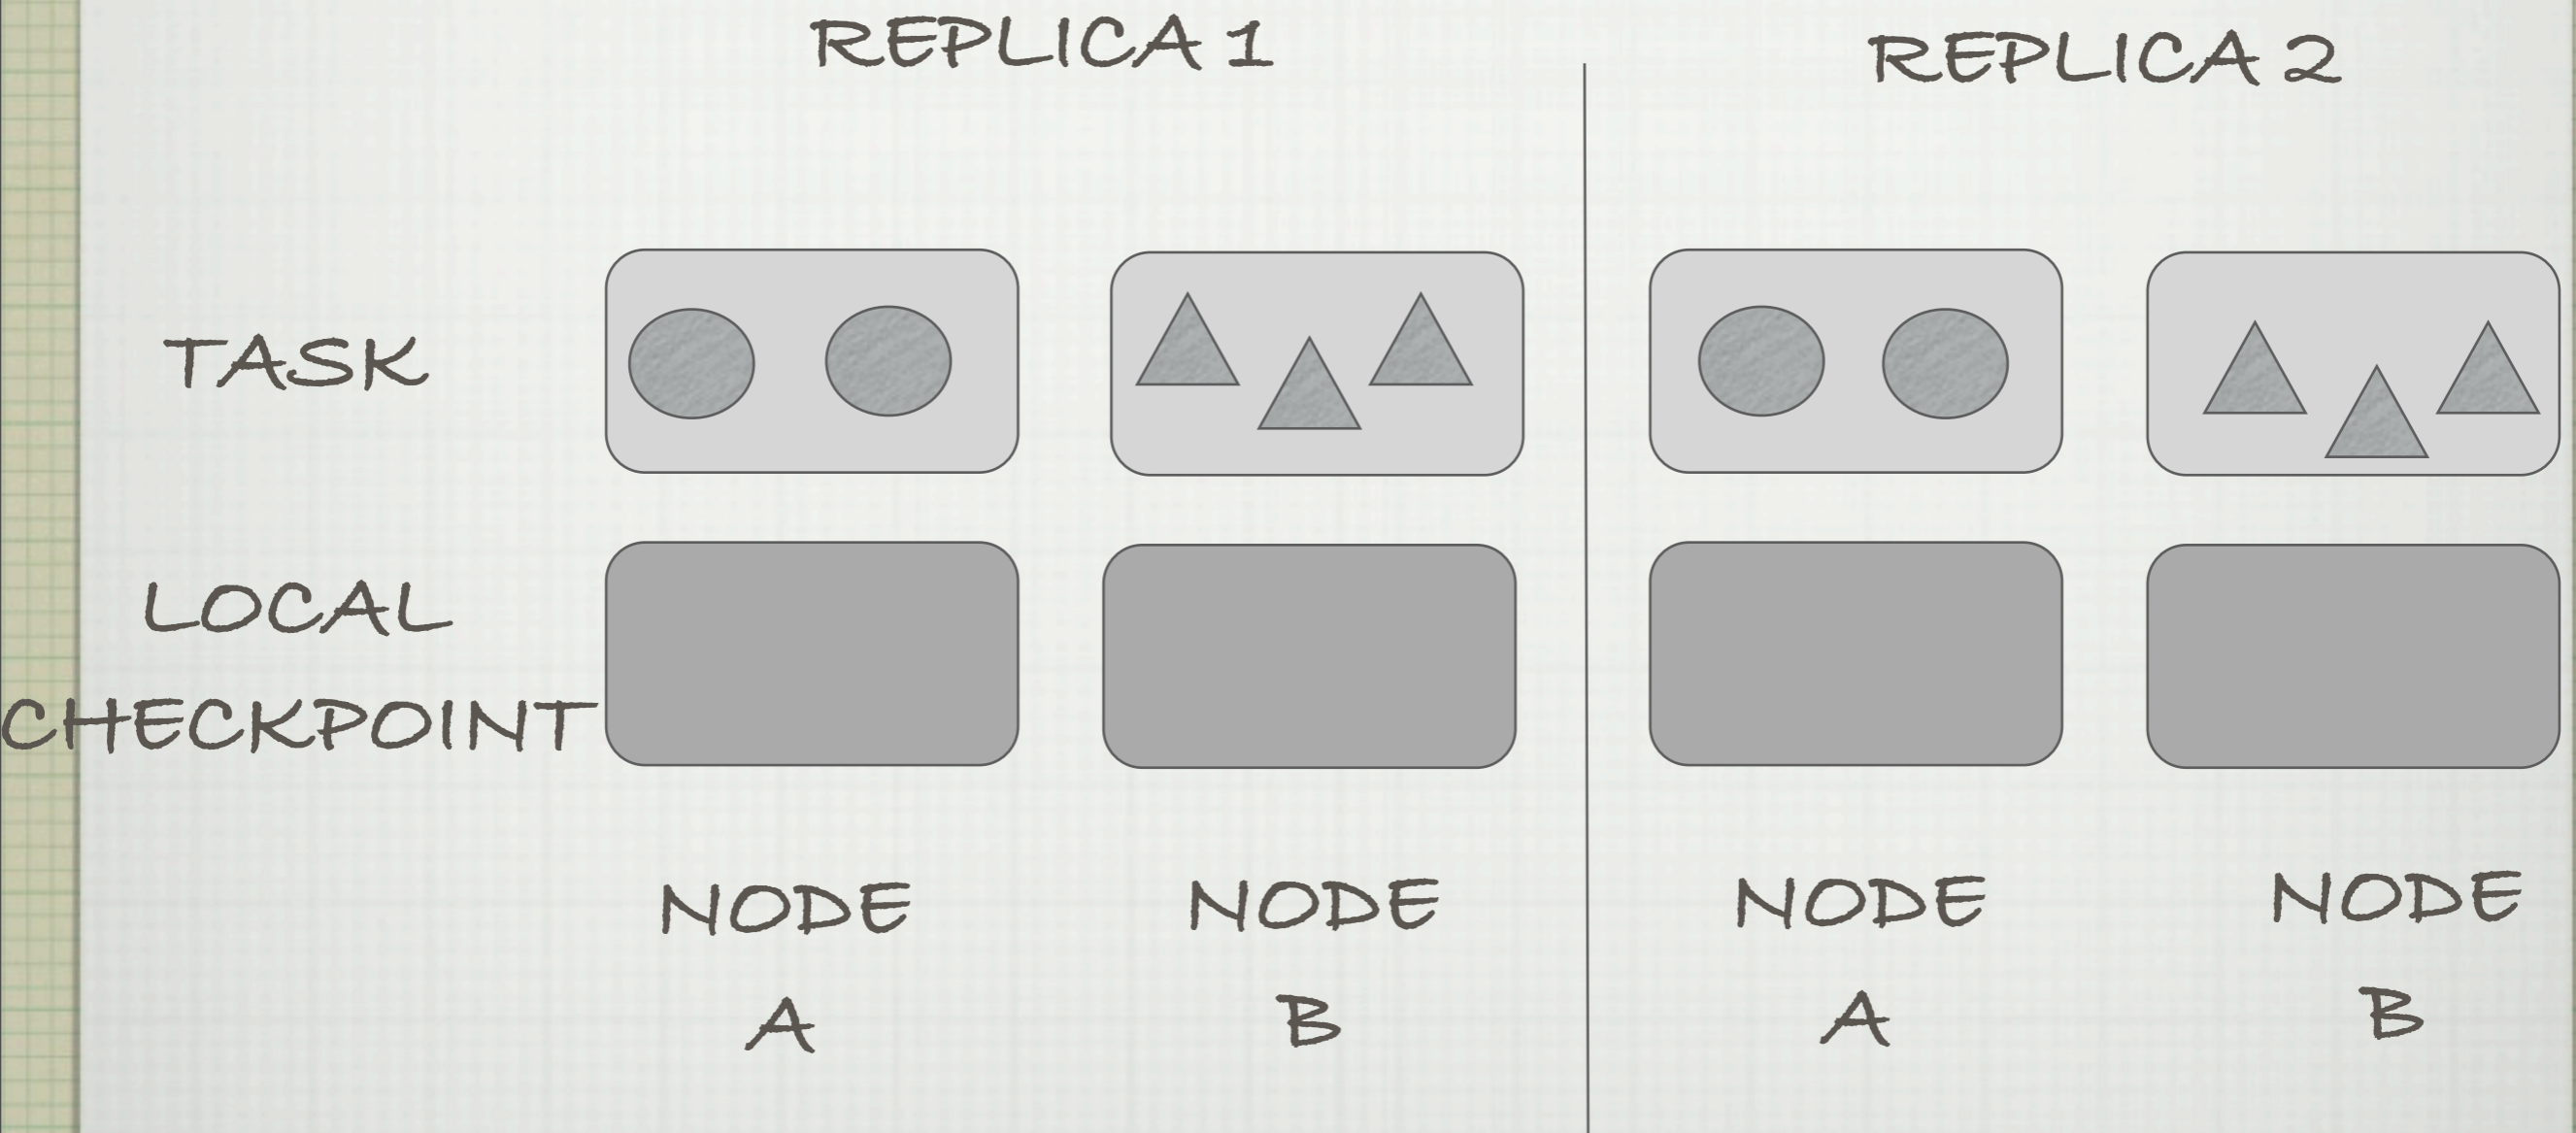 REPLICA 1
REPLICA 2
TASK
LOCAL
CHECKPOINT
NODE
A
NODE
B
NODE
A
NODE
B